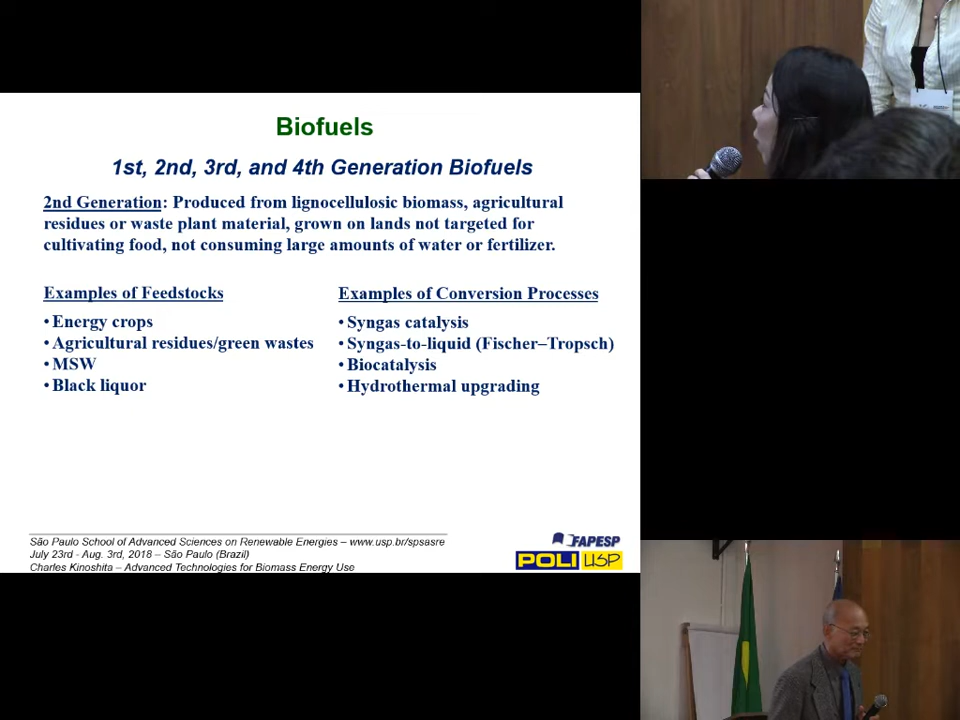 Biofuels
1st, 2nd, 3rd, and 4th Generation Biofuels
2nd Generation: Produced from lignocellulosic biomass, agricultural
residues or waste plant material, grown on lands not targeted for
cultivating food, not consuming large amounts of water or fertilizer.
Examples of Feedstocks
• Energy crops
• Agricultural residues/green wastes
• MSW
• Black liquor
Examples of Conversion Processes
• Syngas catalysis
• Syngas-to-liquid (Fischer–Tropsch)
• Biocatalysis
• Hydrothermal upgrading
São Paulo School of Advanced Sciences on Renewable Energies – www.usp.br/spsasre
July 23rd - Aug. 3rd, 2018 – São Paulo (Brazil)
Charles Kinoshita – Advanced Technologies for Biomass Energy Use
FAPESP
POLI USP